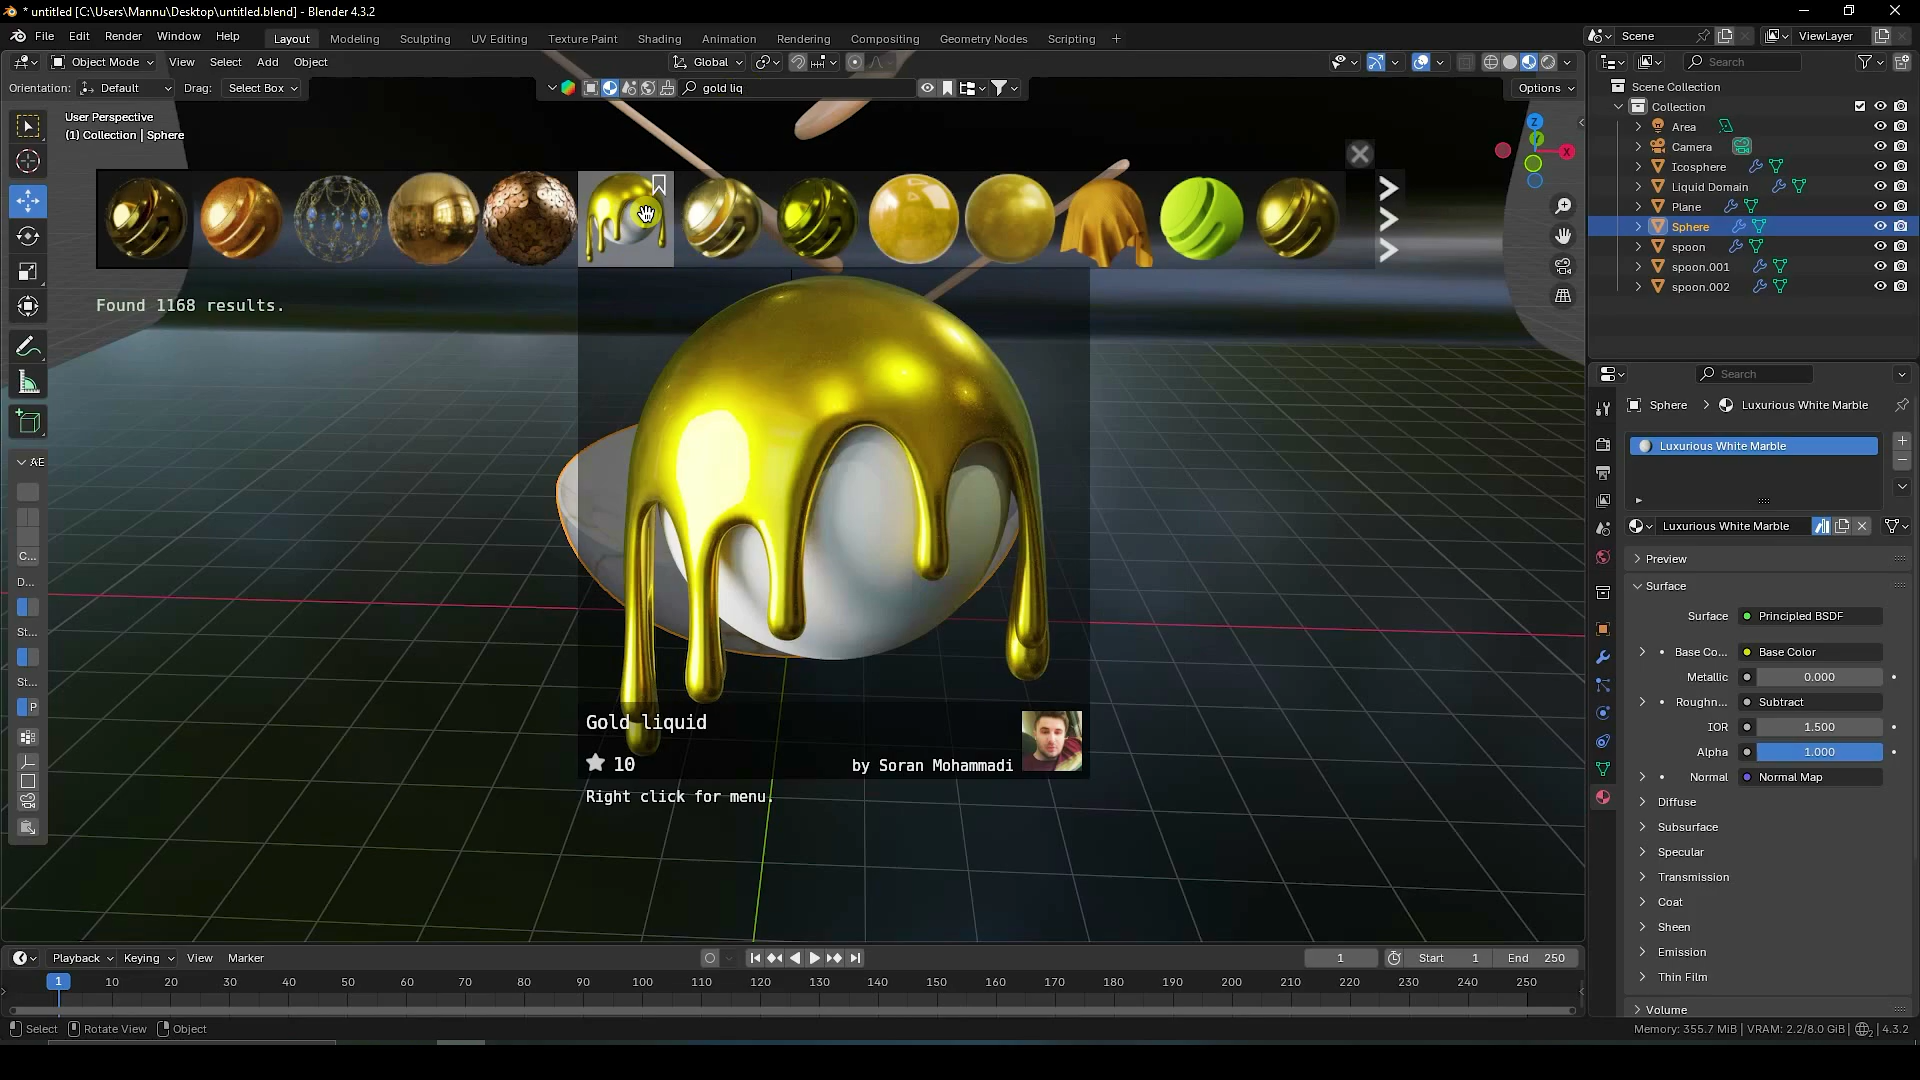 * untitled [C:\Users\Mannu\Desktop\untitled.blend] - Blender 4.3.2
File Edit Render Window Help
Layout Modeling Sculpting UV Editing Texture Paint Shading Animation Rendering Compositing Geometry Nodes Scripting +
Scene
ViewLayer
Object Mode View Select Add Object
Global
Search
Orientation: Default Drag: Select Box
gold liq
Options
User Perspective
(1) Collection | Sphere
Z
Y
X
Scene Collection
Collection
Area
Camera
Icosphere
Liquid Domain
Plane
Sphere
spoon
spoon.001
spoon.002
Found 1168 results.
Gold liquid
10
by Soran Mohammadi
Right click for menu.
AE
C...
D...
St...
St...
P
Search
Sphere > Luxurious White Marble
Luxurious White Marble
Luxurious White Marble
Preview
Surface
Surface Principled BSDF
Base Co... Base Color
Metallic 0.000
Roughn... Subtract
IOR 1.500
Alpha 1.000
Normal Normal Map
Diffuse
Subsurface
Specular
Transmission
Coat
Sheen
Emission
Thin Film
Volume
Playback Keying View Marker
1 Start 1 End 250
1 10 20 30 40 50 60 70 80 90 100 110 120 130 140 150 160 170 180 190 200 210 220 230 240 250
Select Rotate View Object
Memory: 355.7 MiB | VRAM: 2.2/8.0 GiB | 2 | 4.3.2